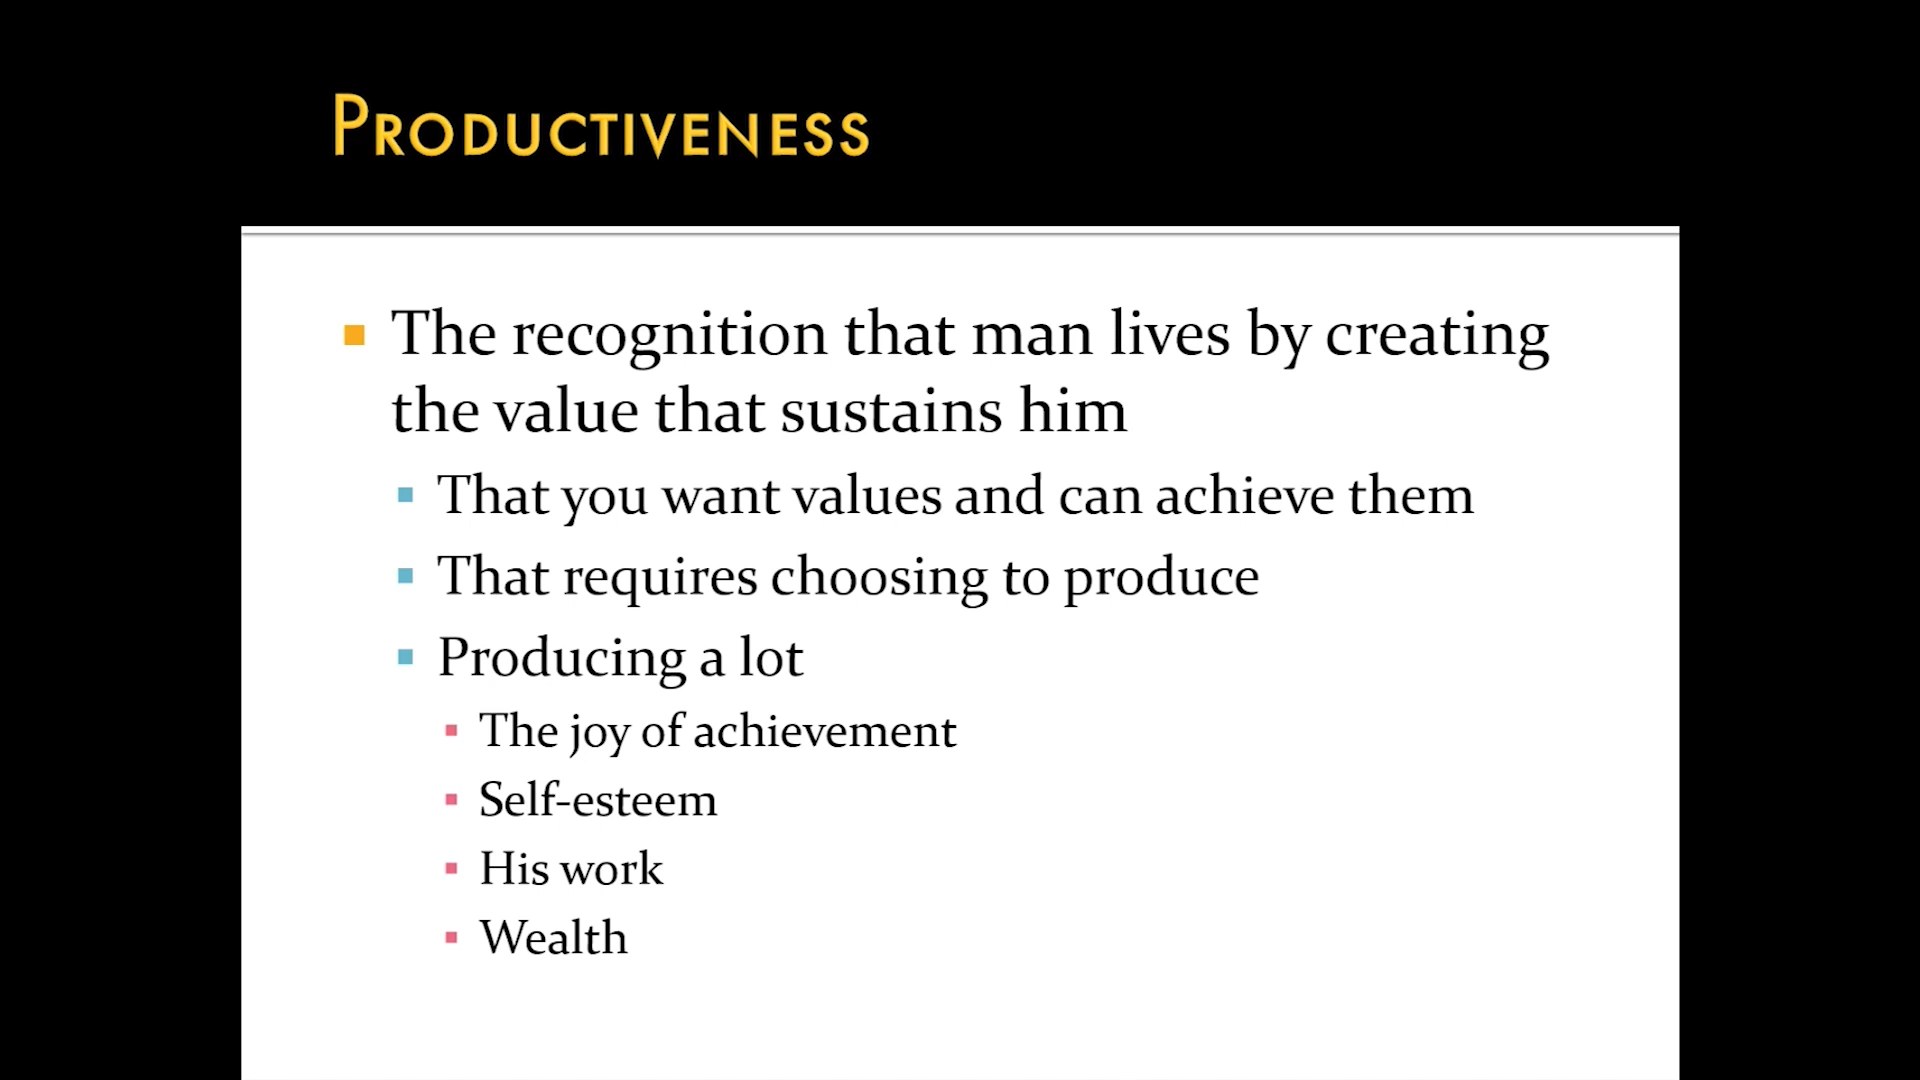 Productiveness
The recognition that man lives by creating
the value that sustains him
That you want values and can achieve them
That requires choosing to produce
Producing a lot
The joy of achievement
Self-esteem
His work
Wealth